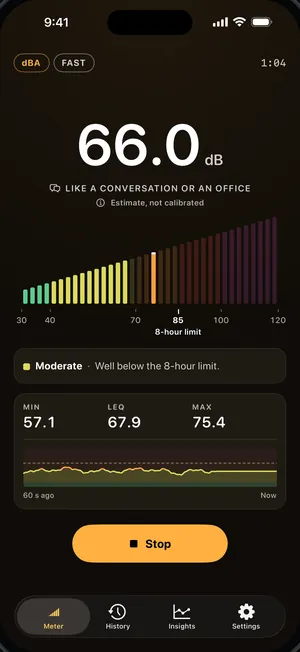 9:41
dBA FAST 1:04
66.0 dB
LIKE A CONVERSATION OR AN OFFICE
Estimate, not calibrated
30 40 70 85 100 120
8-hour limit
Moderate · Well below the 8-hour limit.
MIN LEQ MAX
57.1 67.9 75.4
60 s ago Now
Stop
Meter History Insights Settings